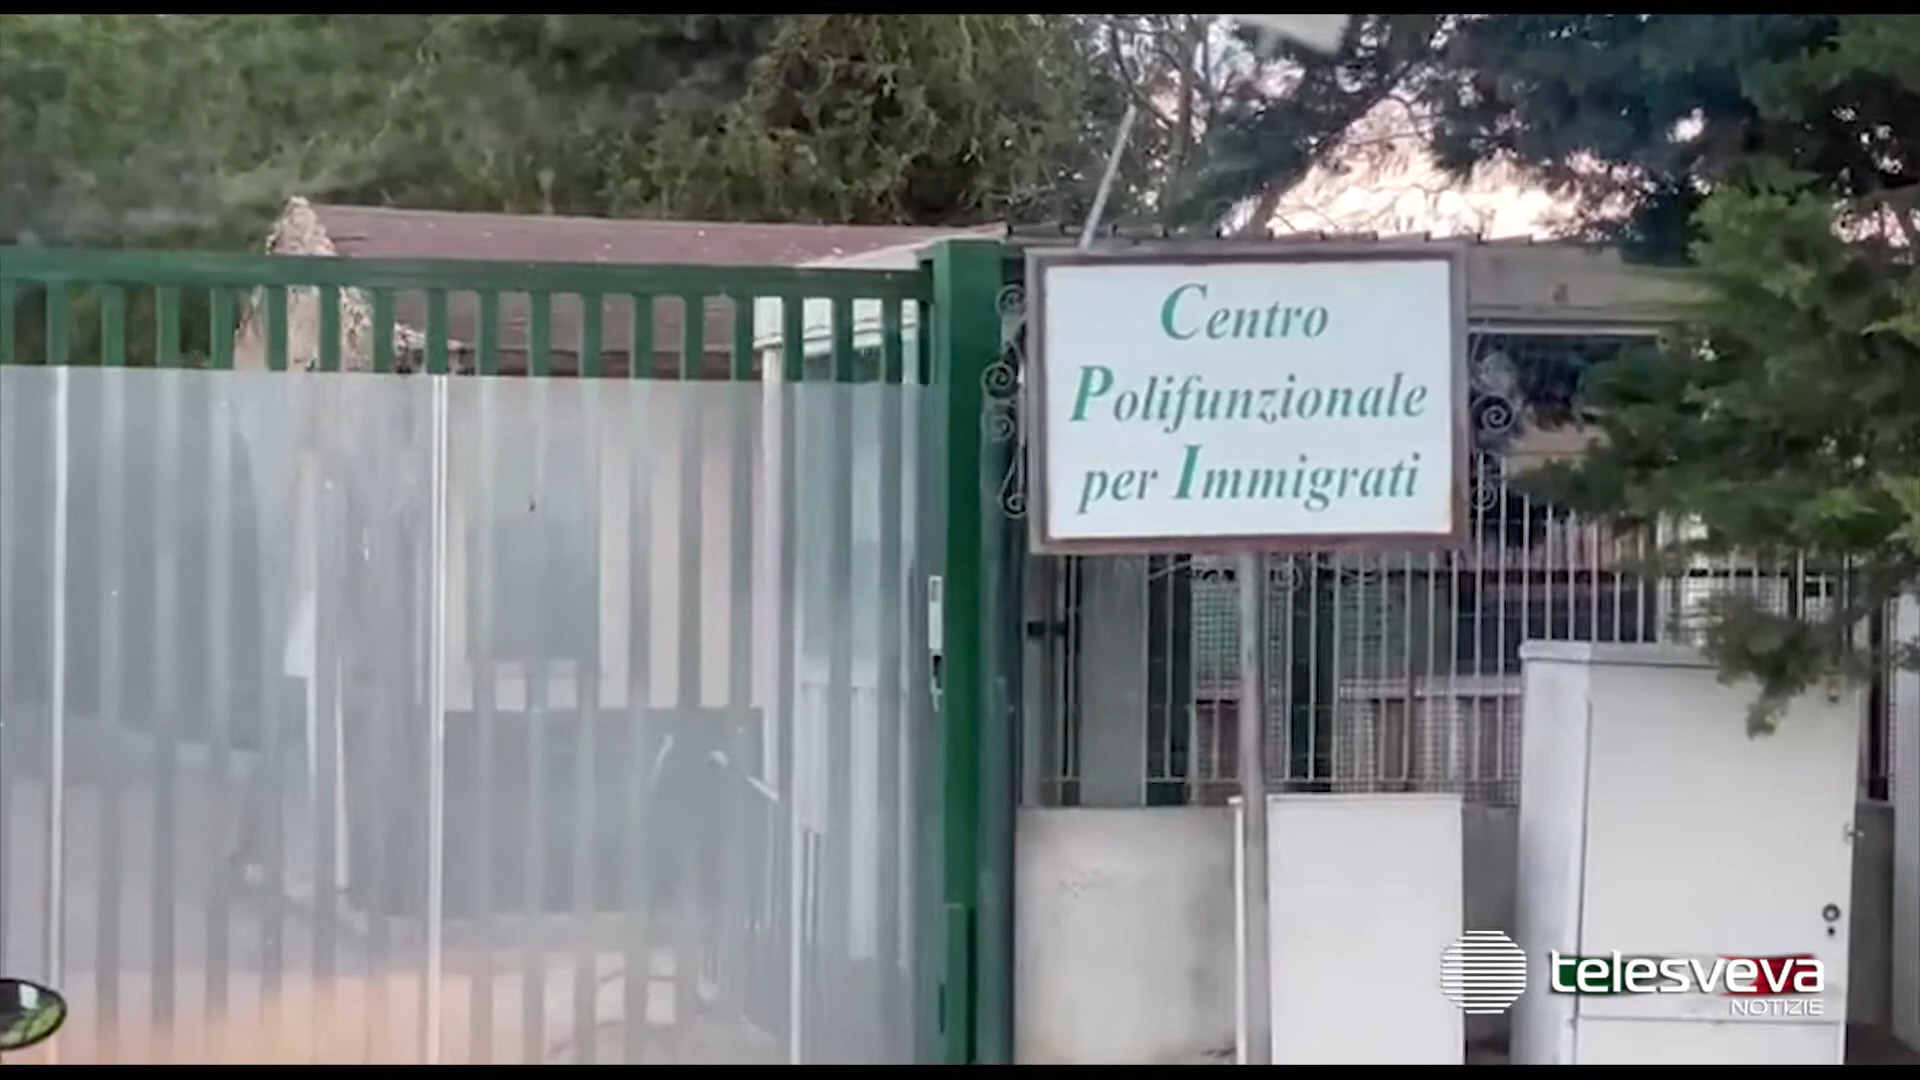 Centro
Polifunzionale
per Immigrati
telesveva
NOTIZIE